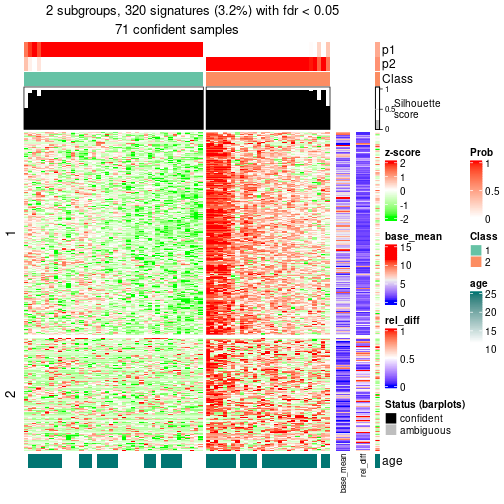 2 subgroups, 320 signatures (3.2%) with fdr < 0.05
71 confident samples
p1
p2
Class
1
0.5
0
Silhouette
score
1
2
z-score
2
1
0
-1
-2
base_mean
15
10
5
0
rel_diff
1
0.5
0
Status (barplots)
confident
ambiguous
Prob
1
0.5
0
Class
1
2
age
25
20
15
10
base_mean
rel_diff
age